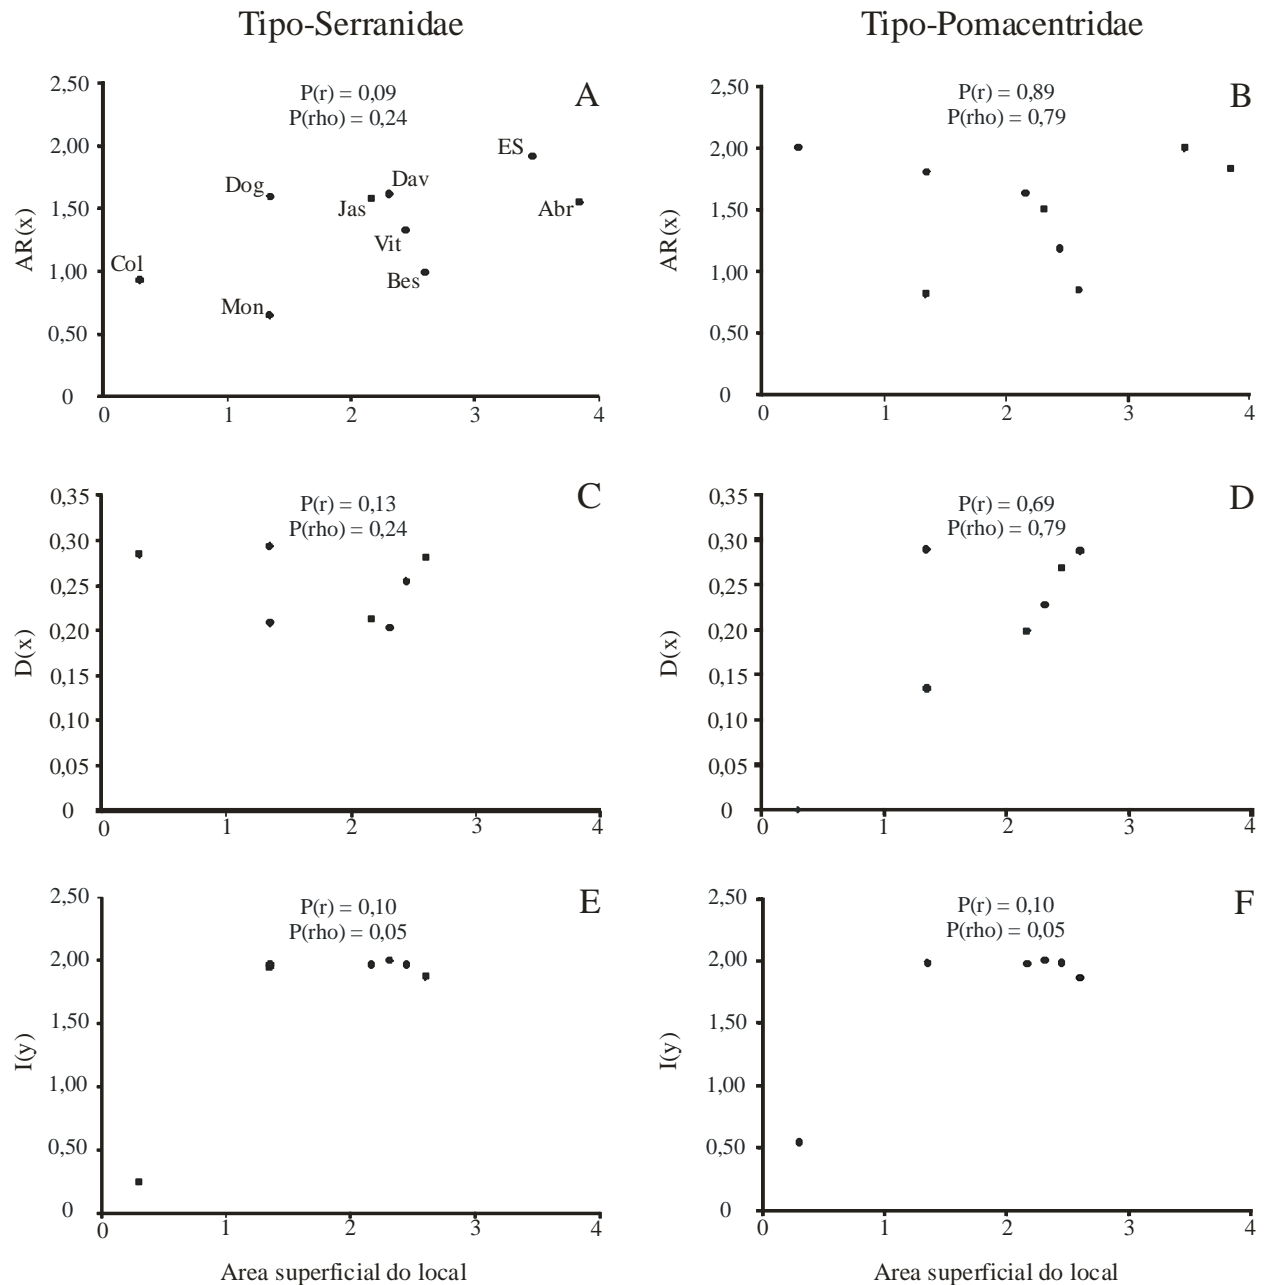 Tipo-Serranidae
Tipo-Pomacentridae
A
P(r) = 0,09
P(rho) = 0,24
2,50
2,00
1,50
1,00
0,50
0
AR(x)
Col
Dog
Mon
Jas
Dav
Vit
Bes
ES
Abr
0 1 2 3 4
B
P(r) = 0,89
P(rho) = 0,79
2,50
2,00
1,50
1,00
0,50
0
AR(x)
0 1 2 3 4
C
P(r) = 0,13
P(rho) = 0,24
0,35
0,30
0,25
0,20
0,15
0,10
0,05
0
D(x)
0 1 2 3 4
D
P(r) = 0,69
P(rho) = 0,79
0,35
0,30
0,25
0,20
0,15
0,10
0,05
0
D(x)
0 1 2 3 4
E
P(r) = 0,10
P(rho) = 0,05
2,50
2,00
1,50
1,00
0,50
0
I(y)
0 1 2 3 4
Area superficial do local
F
P(r) = 0,10
P(rho) = 0,05
2,50
2,00
1,50
1,00
0,50
0
I(y)
0 1 2 3 4
Area superficial do local